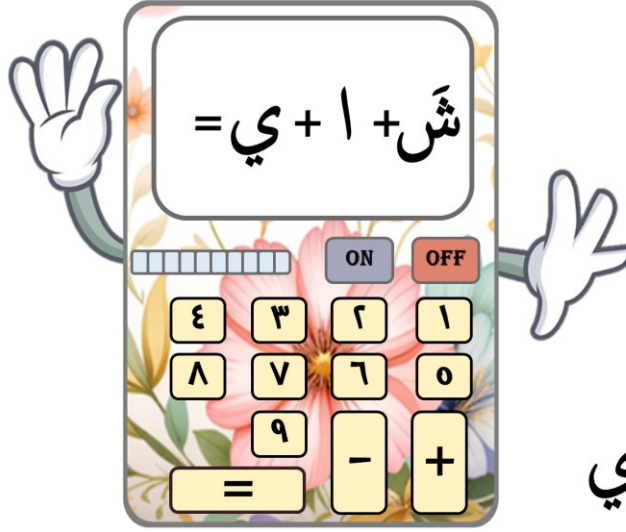 شَ + ا + ي =
ON OFF
١ ٢ ٣ ٤
٥ ٦ ٧ ٨
+ - ٩
=
ي